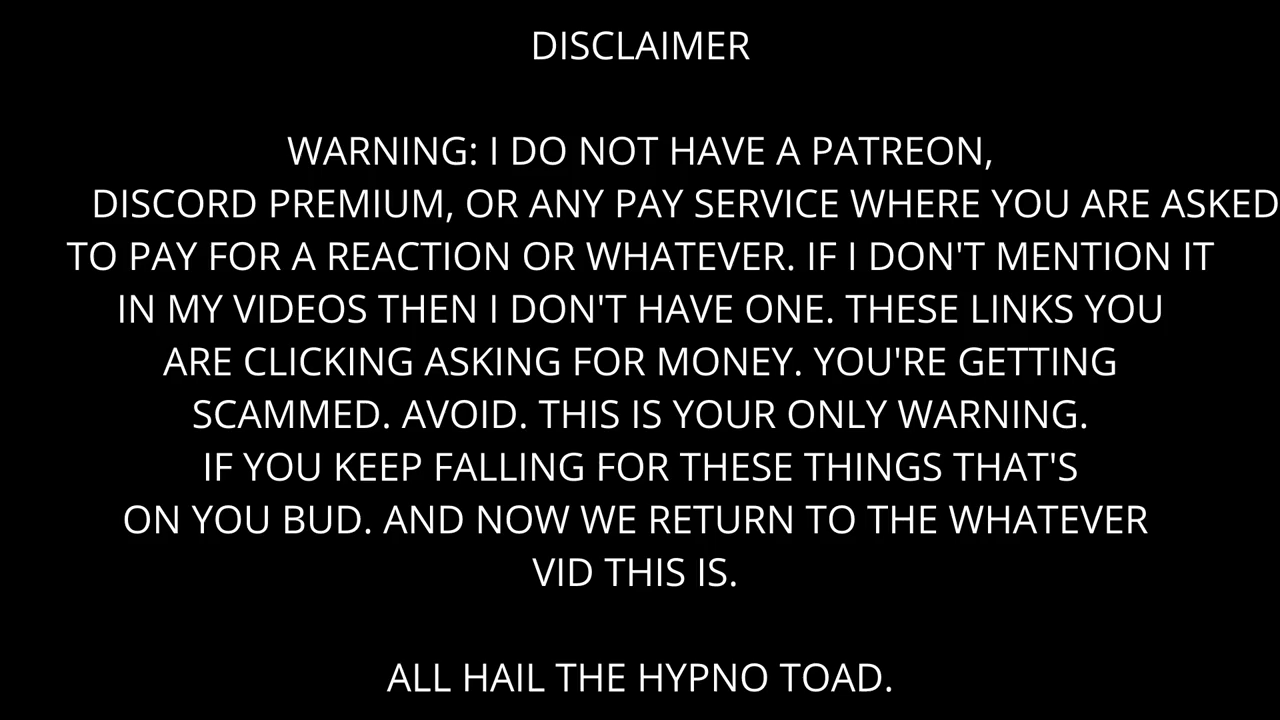 DISCLAIMER
WARNING: I DO NOT HAVE A PATREON,
DISCORD PREMIUM, OR ANY PAY SERVICE WHERE YOU ARE ASKED
TO PAY FOR A REACTION OR WHATEVER. IF I DON'T MENTION IT
IN MY VIDEOS THEN I DON'T HAVE ONE. THESE LINKS YOU
ARE CLICKING ASKING FOR MONEY. YOU'RE GETTING
SCAMMED. AVOID. THIS IS YOUR ONLY WARNING.
IF YOU KEEP FALLING FOR THESE THINGS THAT'S
ON YOU BUD. AND NOW WE RETURN TO THE WHATEVER
VID THIS IS.
ALL HAIL THE HYPNO TOAD.